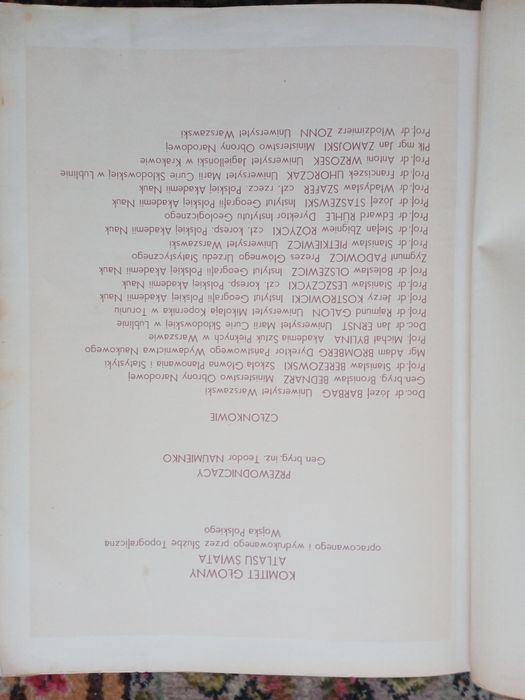 KOMITET GŁÓWNY
ATLASU ŚWIATA
opracowanego i wydrukowanego przez Służbę Topograficzną
Wojska Polskiego
PRZEWODNICZĄCY
Gen. bryg. inż. Teodor NAUMIENKO
CZŁONKOWIE
Doc. dr Józef BARBAG Uniwersytet Warszawski
Gen. bryg. Bronisław BEDNARZ Ministerstwo Obrony Narodowej
Prof. dr Stanisław BEREZOWSKI Szkoła Główna Planowania i Statystyki
Mgr Adam BROMBERG Dyrektor Państwowego Wydawnictwa Naukowego
Prof. Michał BYLINA Akademia Sztuk Pięknych w Warszawie
Doc. dr Jan ERNST Uniwersytet Marii Curie Skłodowskiej w Lublinie
Prof. dr Rajmund GALON Uniwersytet Mikołaja Kopernika w Toruniu
Prof. dr Jerzy KOSTROWICKI Instytut Geografii Polskiej Akademii Nauk
Prof. dr Stanisław LESZCZYCKI czł. koresp. Polskiej Akademii Nauk
Prof. dr Bolesław OLSZEWICZ Instytut Geografii Polskiej Akademii Nauk
Zygmunt PADOWICZ Prezes Głównego Urzędu Statystycznego
Prof. dr Stanisław PIETKIEWICZ Uniwersytet Warszawski
Prof. dr Stefan Zbigniew RÓŻYCKI czł. koresp. Polskiej Akademii Nauk
Prof. dr Edward RÜHLE Dyrektor Instytutu Geologicznego
Prof. dr Józef STASZEWSKI Instytut Geografii Polskiej Akademii Nauk
Prof. dr Władysław SZAFER czł. rzecz. Polskiej Akademii Nauk
Prof. dr Franciszek UHORCZAK Uniwersytet Marii Curie Skłodowskiej w Lublinie
Prof. dr Antoni WRZOSEK Uniwersytet Jagielloński w Krakowie
Płk mgr Jan ZAMOJSKI Ministerstwo Obrony Narodowej
Prof. dr Włodzimierz ZONN Uniwersytet Warszawski